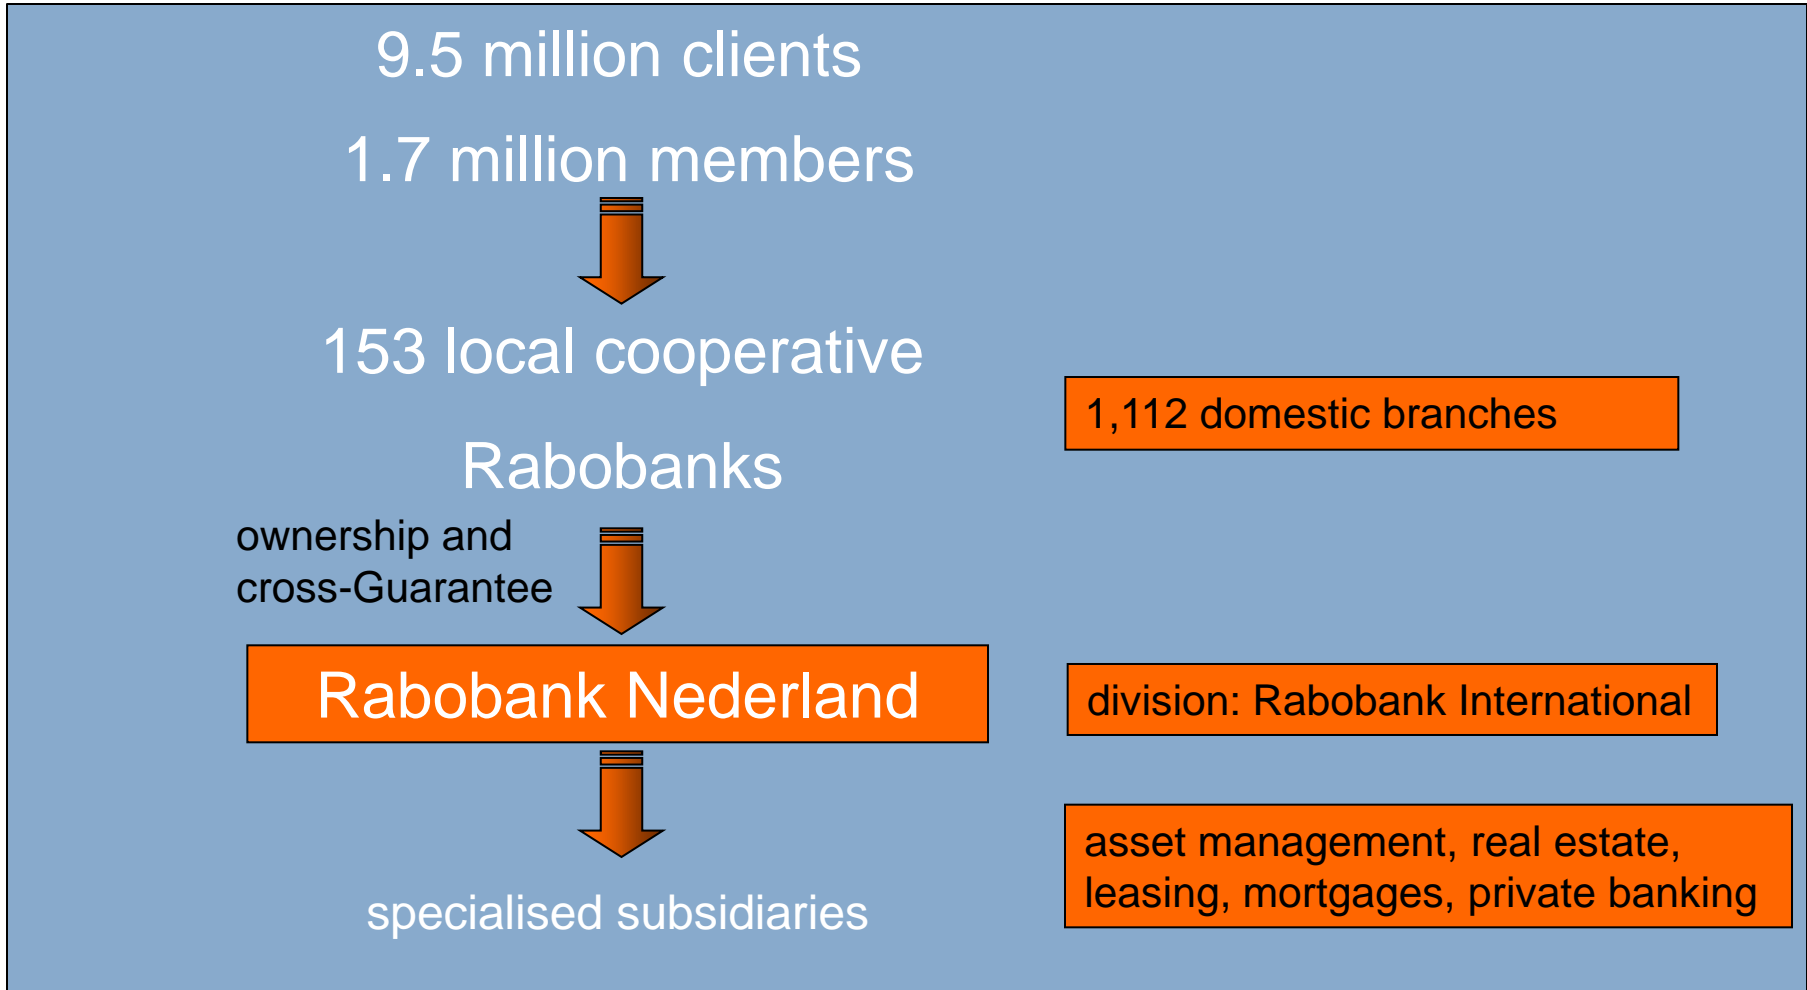 9.5 million clients
1.7 million members
153 local cooperative
1,112 domestic branches
Rabobanks
ownership and
cross-Guarantee
Rabobank Nederland
division: Rabobank International
asset management, real estate,
leasing, mortgages, private banking
specialised subsidiaries